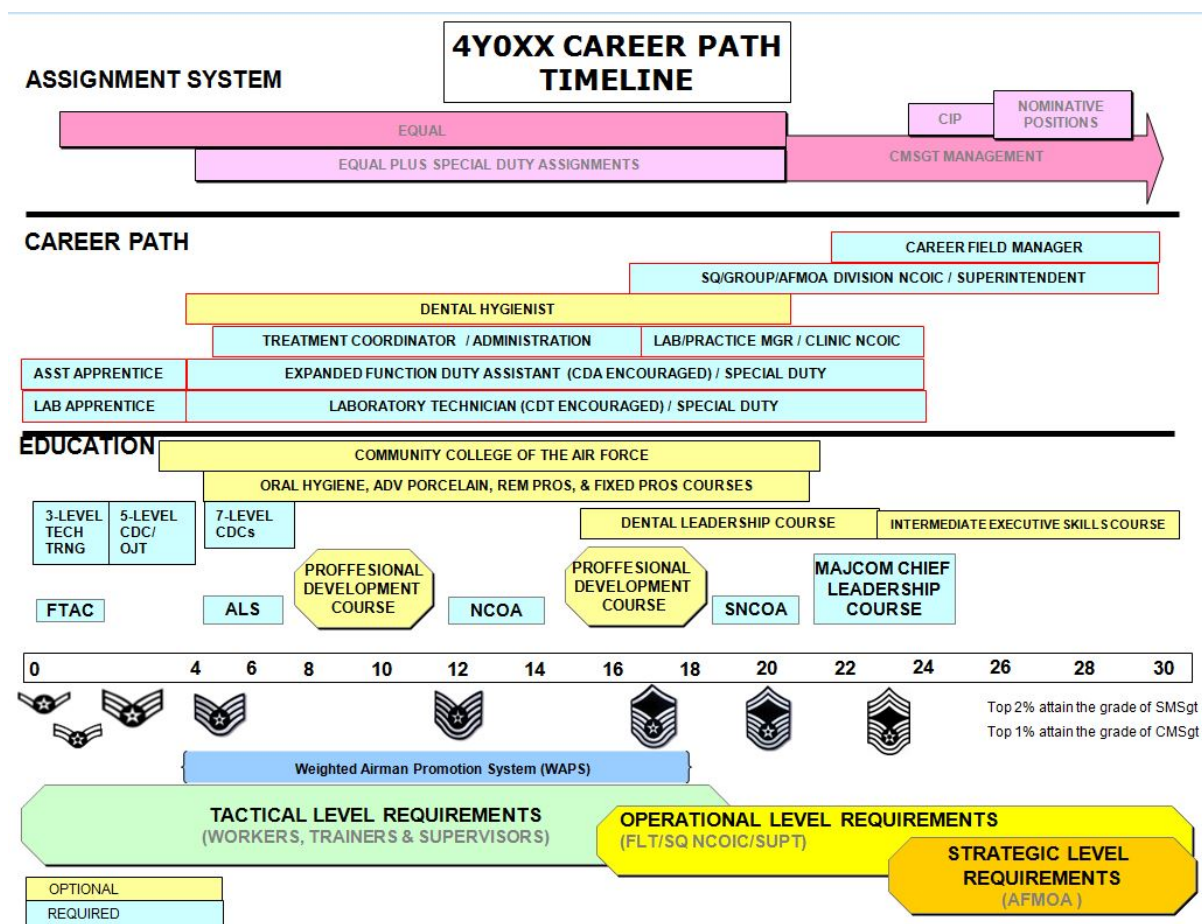 4Y0XX CAREER PATH
TIMELINE
ASSIGNMENT SYSTEM
EQUAL
EQUAL PLUS SPECIAL DUTY ASSIGNMENTS
CIP
NOMINATIVE
POSITIONS
CMSGT MANAGEMENT
CAREER PATH
CAREER FIELD MANAGER
SQ/GROUP/AFMOA DIVISION NCOIC / SUPERINTENDENT
DENTAL HYGIENIST
TREATMENT COORDINATOR / ADMINISTRATION
LAB/PRACTICE MGR / CLINIC NCOIC
ASST APPRENTICE
EXPANDED FUNCTION DUTY ASSISTANT (CDA ENCOURAGED) / SPECIAL DUTY
LAB APPRENTICE
LABORATORY TECHNICIAN (CDT ENCOURAGED) / SPECIAL DUTY
EDUCATION
COMMUNITY COLLEGE OF THE AIR FORCE
ORAL HYGIENE, ADV PORCELAIN, REM PROS, & FIXED PROS COURSES
3-LEVEL
TECH
TRNG
5-LEVEL
CDC/
OJT
7-LEVEL
CDCs
DENTAL LEADERSHIP COURSE
INTERMEDIATE EXECUTIVE SKILLS COURSE
FTAC
ALS
PROFFESIONAL
DEVELOPMENT
COURSE
NCOA
PROFFESIONAL
DEVELOPMENT
COURSE
SNCOA
MAJCOM CHIEF
LEADERSHIP
COURSE
0 4 6 8 10 12 14 16 18 20 22 24 26 28 30
Top 2% attain the grade of SMSgt
Top 1% attain the grade of CMSgt
Weighted Airman Promotion System (WAPS)
TACTICAL LEVEL REQUIREMENTS
(WORKERS, TRAINERS & SUPERVISORS)
OPERATIONAL LEVEL REQUIREMENTS
(FLT/SQ NCOIC/SUPT)
STRATEGIC LEVEL
REQUIREMENTS
(AFMOA )
OPTIONAL
REQUIRED